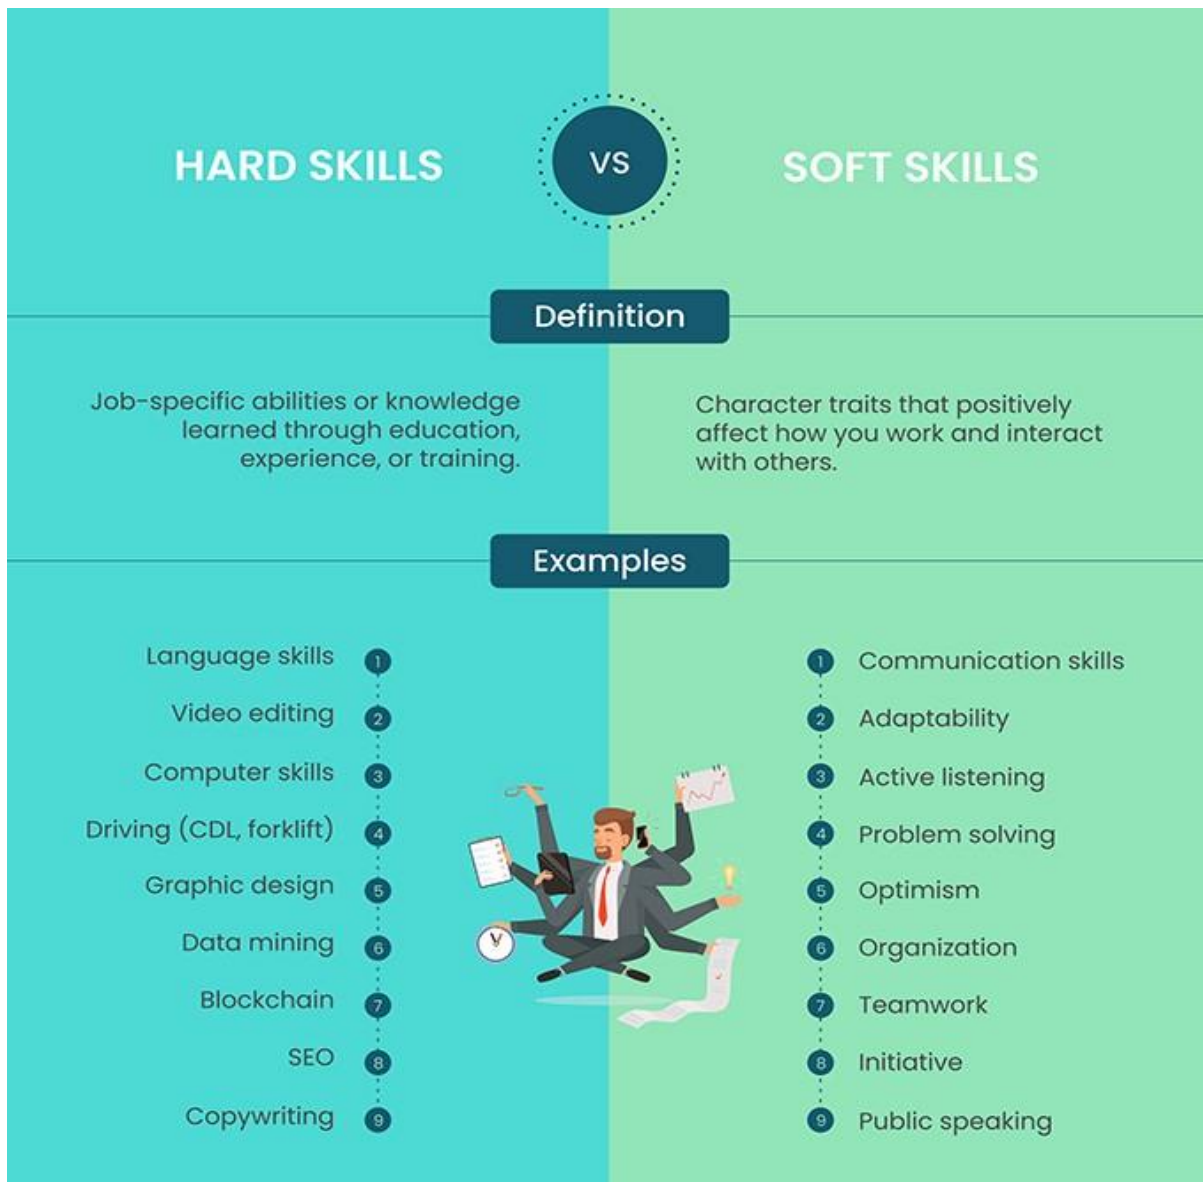 HARD SKILLS
VS
SOFT SKILLS
Definition
Job-specific abilities or knowledge
learned through education,
experience, or training.
Character traits that positively
affect how you work and interact
with others.
Examples
Language skills 1
Video editing 2
Computer skills 3
Driving (CDL, forklift) 4
Graphic design 5
Data mining 6
Blockchain 7
SEO 8
Copywriting 9
1 Communication skills
2 Adaptability
3 Active listening
4 Problem solving
5 Optimism
6 Organization
7 Teamwork
8 Initiative
9 Public speaking